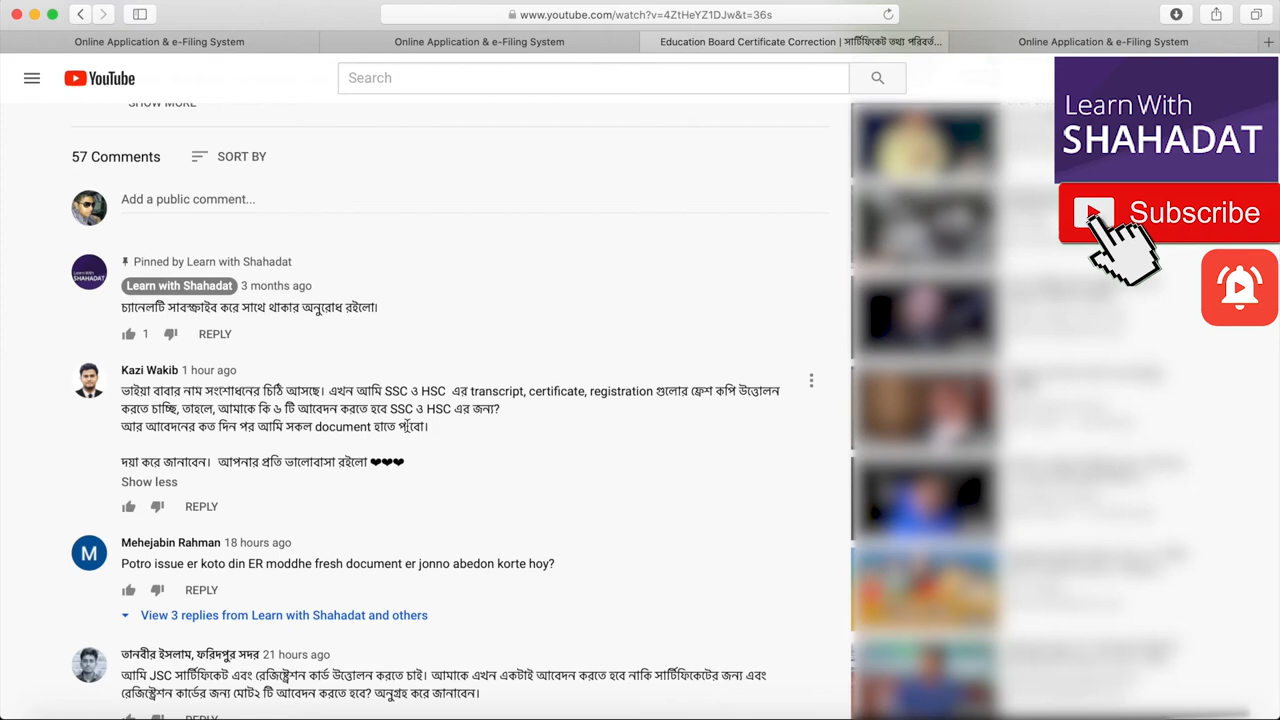 www.youtube.com/watch?v=4ZtHeYZ1DJw&t=36s
Online Application & e-Filing System
Online Application & e-Filing System
Education Board Certificate Correction | সার্টিফিকেট তথ্য পরিবর্ত...
Online Application & e-Filing System
YouTube
Search
SHOW MORE
57 Comments
SORT BY
Add a public comment...
Pinned by Learn with Shahadat
Learn with Shahadat 3 months ago
চ্যানেলটি সাবস্ক্রাইব করে সাথে থাকার অনুরোধ রইলো।
1 REPLY
Kazi Wakib 1 hour ago
ভাইয়া বাবার নাম সংশোধনের চিঠি আসছে। এখন আমি SSC ও HSC এর transcript, certificate, registration গুলোর ফ্রেশ কপি উত্তোলন
করতে চাচ্ছি, তাহলে, আমাকে কি ৬ টি আবেদন করতে হবে SSC ও HSC এর জন্য?
আর আবেদনের কত দিন পর আমি সকল document হাতে পাবো।
দয়া করে জানাবেন। আপনার প্রতি ভালোবাসা রইলো ❤❤❤
Show less
REPLY
M
Mehejabin Rahman 18 hours ago
Potro issue er koto din ER moddhe fresh document er jonno abedon korte hoy?
REPLY
View 3 replies from Learn with Shahadat and others
তানবীর ইসলাম, ফরিদপুর সদর 21 hours ago
আমি JSC সার্টিফিকেট এবং রেজিষ্ট্রেশন কার্ড উত্তোলন করতে চাই। আমাকে এখন একটাই আবেদন করতে হবে নাকি সার্টিফিকেটের জন্য এবং
রেজিষ্ট্রেশন কার্ডের জন্য মোট২ টি আবেদন করতে হবে? অনুগ্রহ করে জানাবেন।
REPLY
Learn With
SHAHADAT
Subscribe